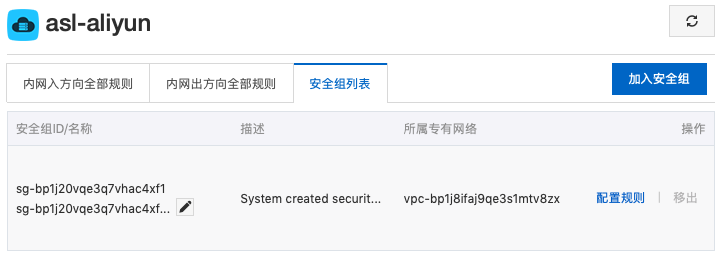 asl-aliyun
内网入方向全部规则 内网出方向全部规则 安全组列表 加入安全组
安全组ID/名称 描述 所属专有网络 操作
sg-bp1j20vqe3q7vhac4xf1
sg-bp1j20vqe3q7vhac4xf... System created securit... vpc-bp1j8ifaj9qe3s1mtv8zx 配置规则 | 移出